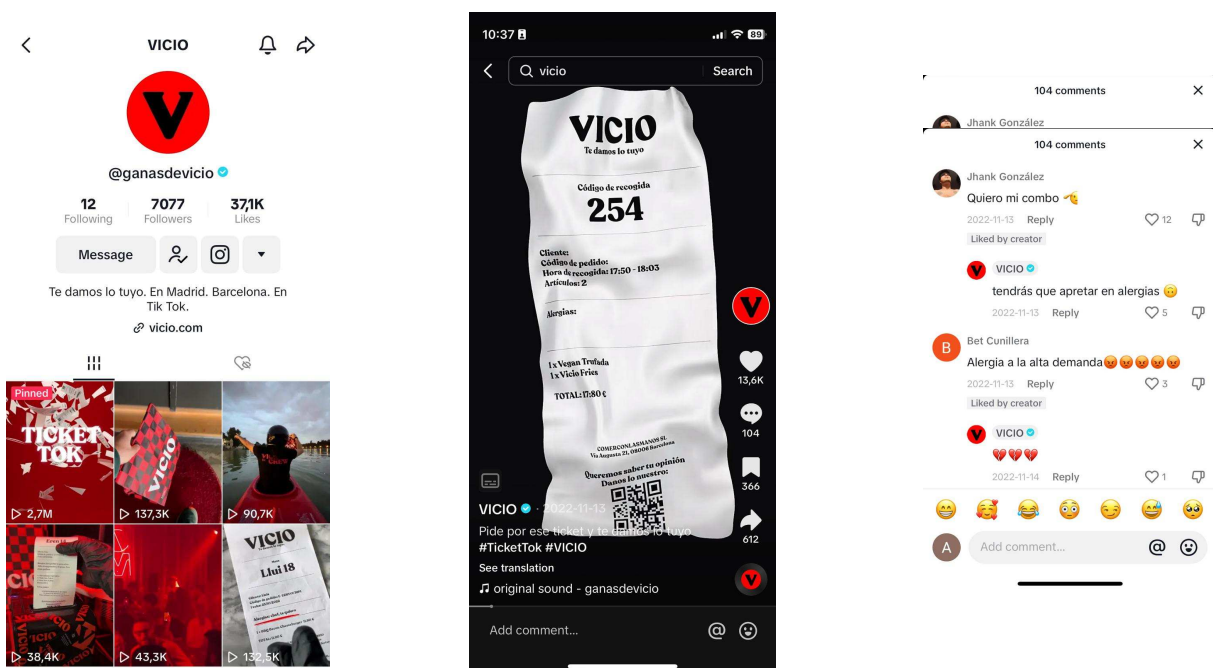 VICIO
@ganasdevicio
12 7077 37,1K
Following Followers Likes
Message
Te damos lo tuyo. En Madrid. Barcelona. En
Tik Tok.
vicio.com
Pinned
TICKET
TOK
2,7M
VICIO
137,3K
90,7K
38,4K
43,3K
VICIO
Llui 18
132,5K
10:37
89
vicio
Search
VICIO
Te damos lo tuyo
Código de recogida
254
Cliente:
Código de pedido:
Hora de recogida: 17:50 - 18:03
Artículos: 2
Alergias:
1 x Vegan Trufada
1 x Vicio Fries
TOTAL: 17:80 €
COMERCONLASMANOS SL
Via Augusta 21, 08006 Barcelona
Queremos saber tu opinión
Danos lo nuestro:
13,6K
104
366
612
VICIO · 2022-11-13
Pide por ese ticket y te damos lo tuyo
#TicketTok #VICIO
See translation
original sound - ganasdevicio
Add comment...
104 comments
Jhank González
104 comments
Jhank González
Quiero mi combo
2022-11-13 Reply 12
Liked by creator
VICIO
tendrás que apretar en alergias 🙃
2022-11-13 Reply 5
B
Bet Cunillera
Alergia a la alta demanda😡😡😡😡😡
2022-11-13 Reply 3
Liked by creator
VICIO
💔💔💔
2022-11-14 Reply 1
😁🥰😂😳😏😅🥺
A
Add comment...